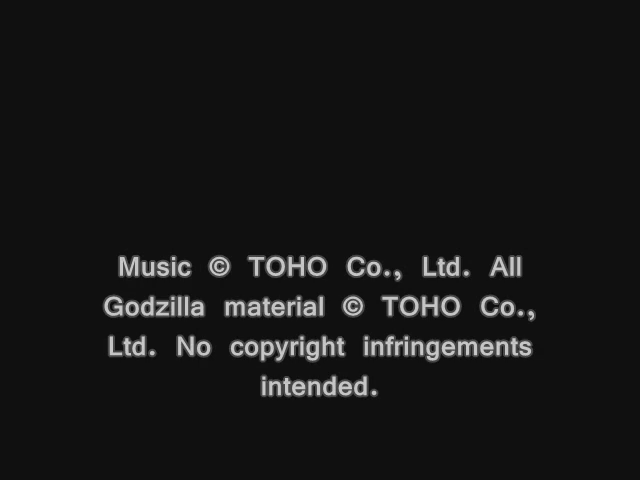 Music © TOHO Co., Ltd. All
Godzilla material © TOHO Co.,
Ltd. No copyright infringements
intended.